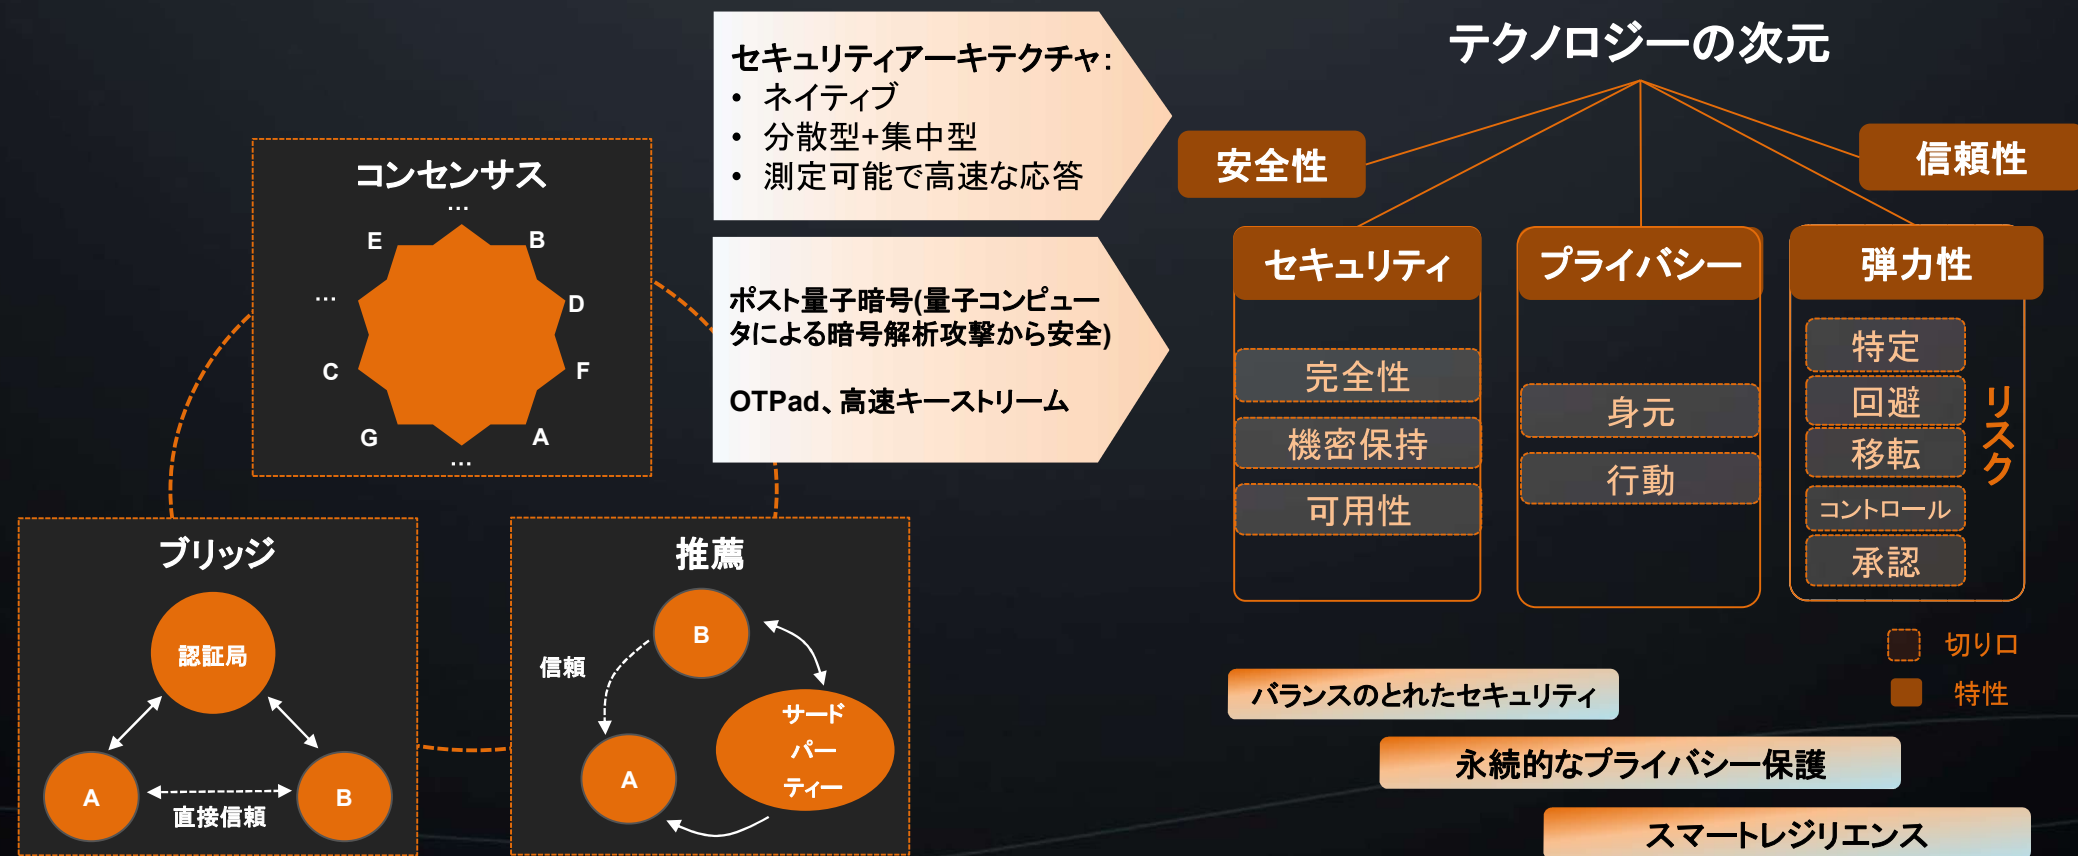 セキュリティアーキテクチャ:
• ネイティブ
• 分散型+集中型
• 測定可能で高速な応答
ポスト量子暗号(量子コンピュー
タによる暗号解析攻撃から安全)
OTPad、高速キーストリーム
コンセンサス
...
E
B
...
D
C
F
G
A
...
ブリッジ
認証局
A
B
直接信頼
推薦
B
信頼
サード
パー
ティー
A
テクノロジーの次元
安全性
信頼性
セキュリティ
プライバシー
弾力性
完全性
機密保持
可用性
身元
行動
特定
回避
移転
コントロール
承認
リスク
切り口
特性
バランスのとれたセキュリティ
永続的なプライバシー保護
スマートレジリエンス